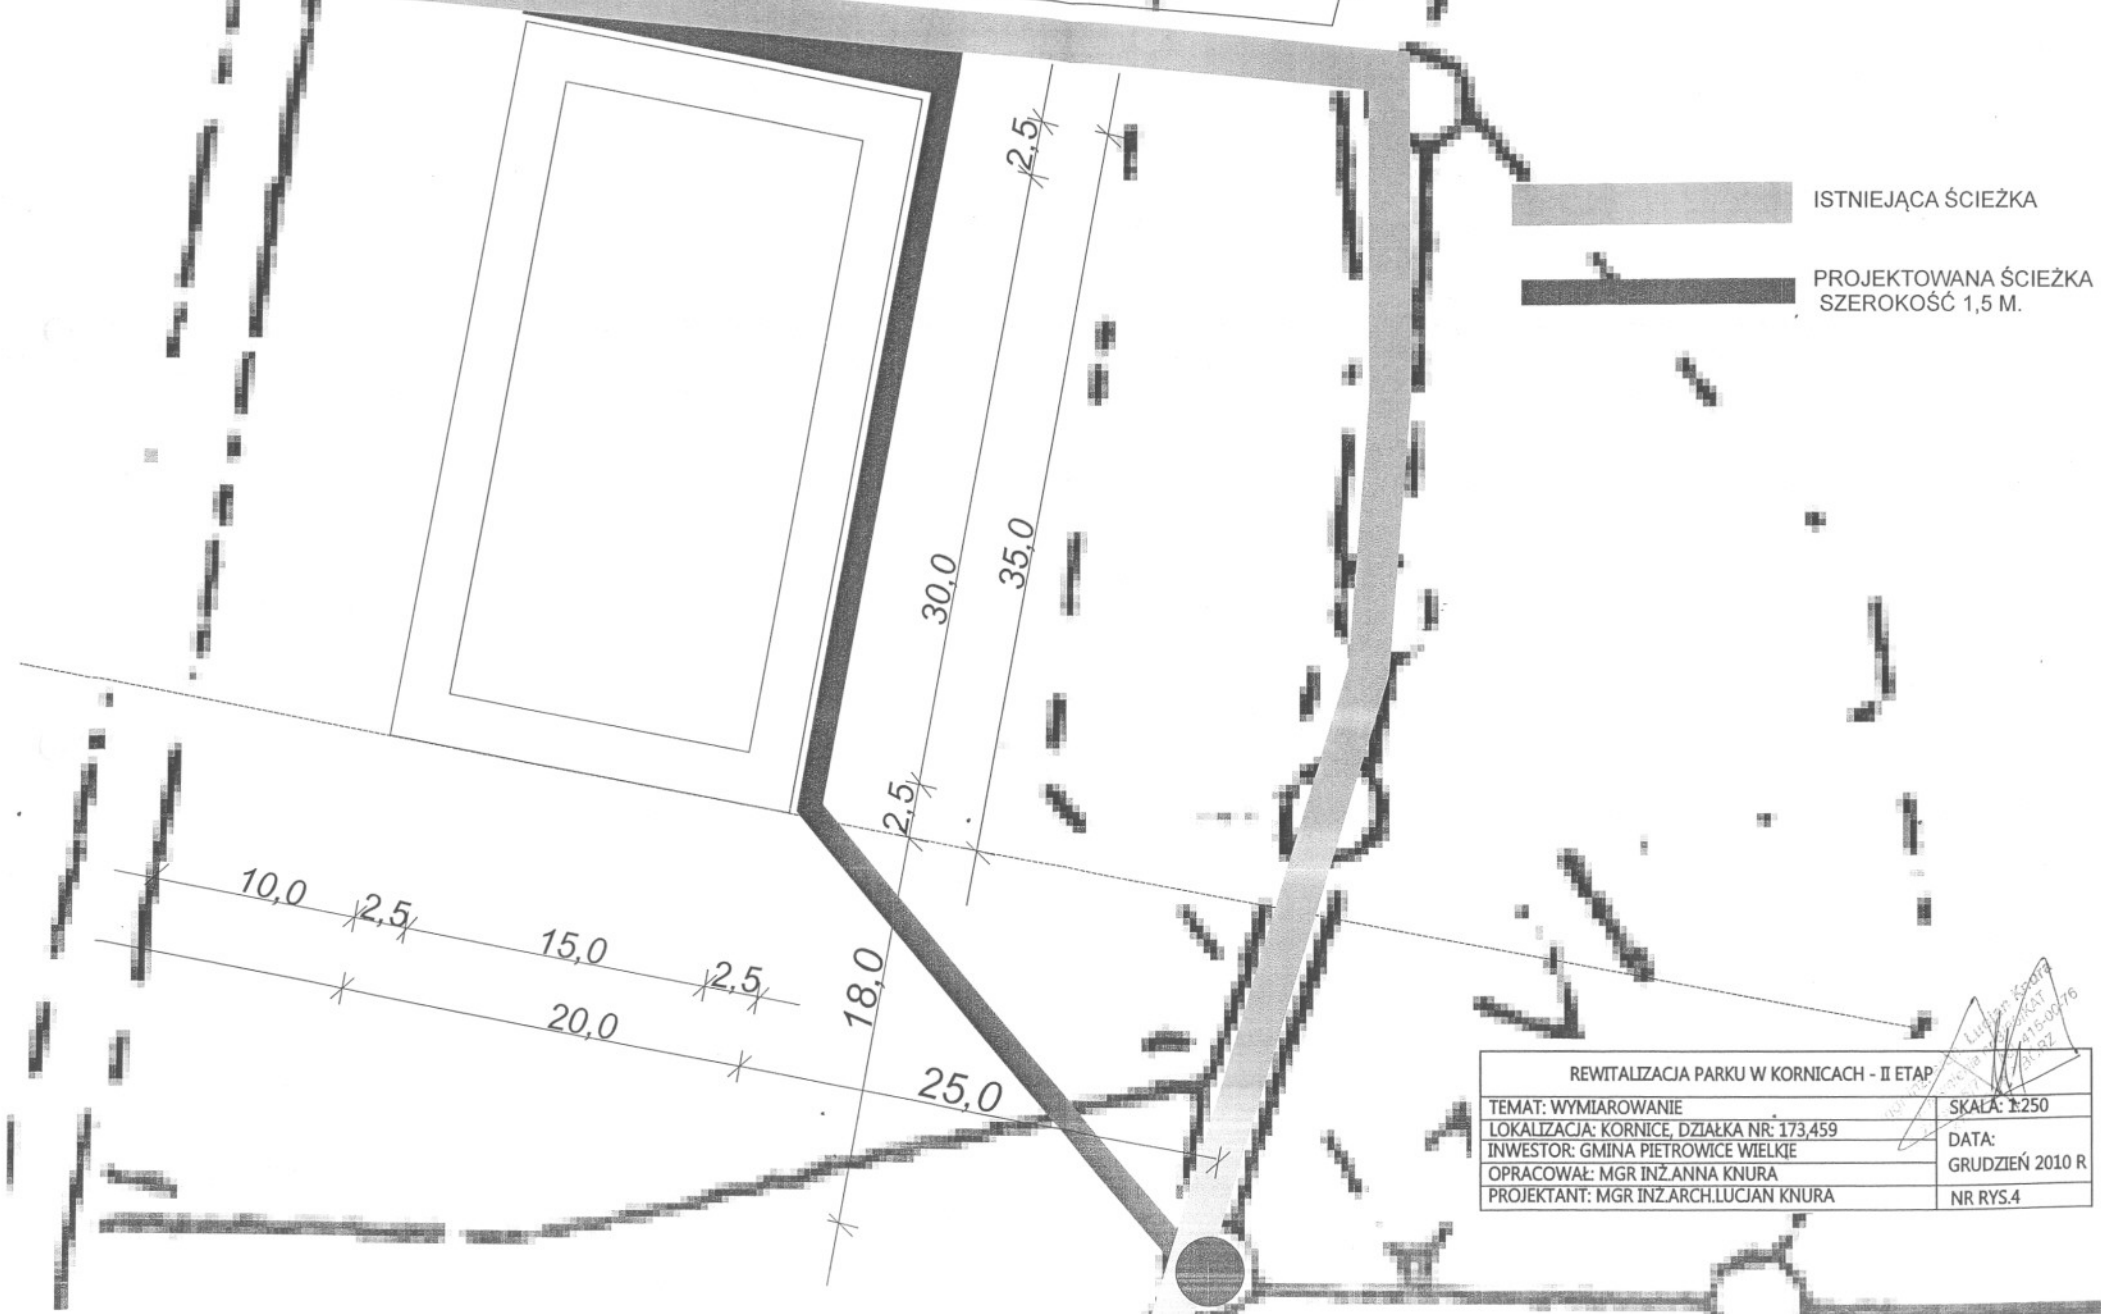 2,5
ISTNIEJĄCA ŚCIEŻKA
PROJEKTOWANA ŚCIEŻKA
SZEROKOŚĆ 1,5 M.
30,0
35,0
2,5
10,0
2,5
15,0
2,5
18,0
20,0
25,0
REWITALIZACJA PARKU W KORNICACH - II ETAP
TEMAT: WYMIAROWANIE
SKALA: 1:250
LOKALIZACJA: KORNICE, DZIAŁKA NR: 173,459
INWESTOR: GMINA PIETROWICE WIELKIE
DATA:
GRUDZIEŃ 2010 R
OPRACOWAŁ: MGR INŻ.ANNA KNURA
PROJEKTANT: MGR INŻ.ARCH.LUCJAN KNURA
NR RYS.4